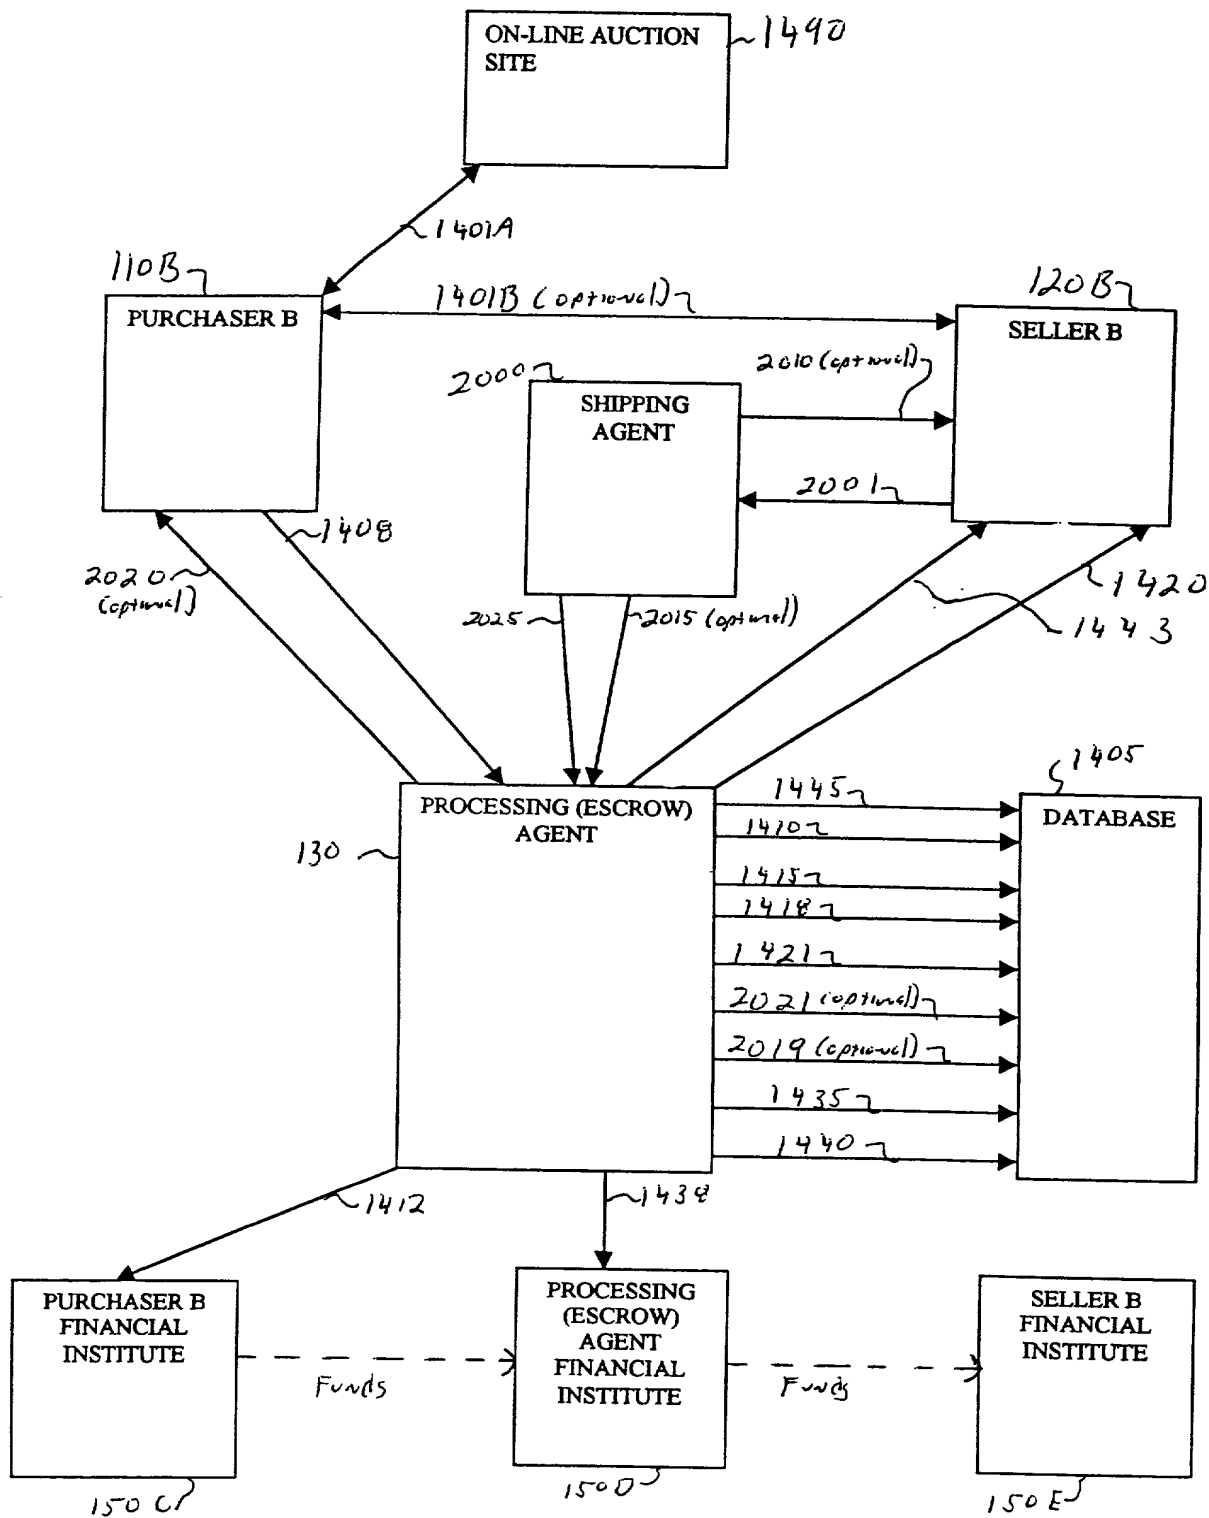 ON-LINE AUCTION
SITE
1490
1401A
110B
PURCHASER B
1401B (optional)
120B
SELLER B
2010 (optional)
2000
SHIPPING
AGENT
2001
1408
2020
(optional)
2025
2015 (optional)
1420
1443
1405
PROCESSING (ESCROW)
AGENT
130
DATABASE
1445
1410
1415
1418
1421
2021 (optional)
2019 (optional)
1435
1440
1412
1438
PURCHASER B
FINANCIAL
INSTITUTE
Funds
PROCESSING
(ESCROW)
AGENT
FINANCIAL
INSTITUTE
Funds
SELLER B
FINANCIAL
INSTITUTE
150C
150D
150E